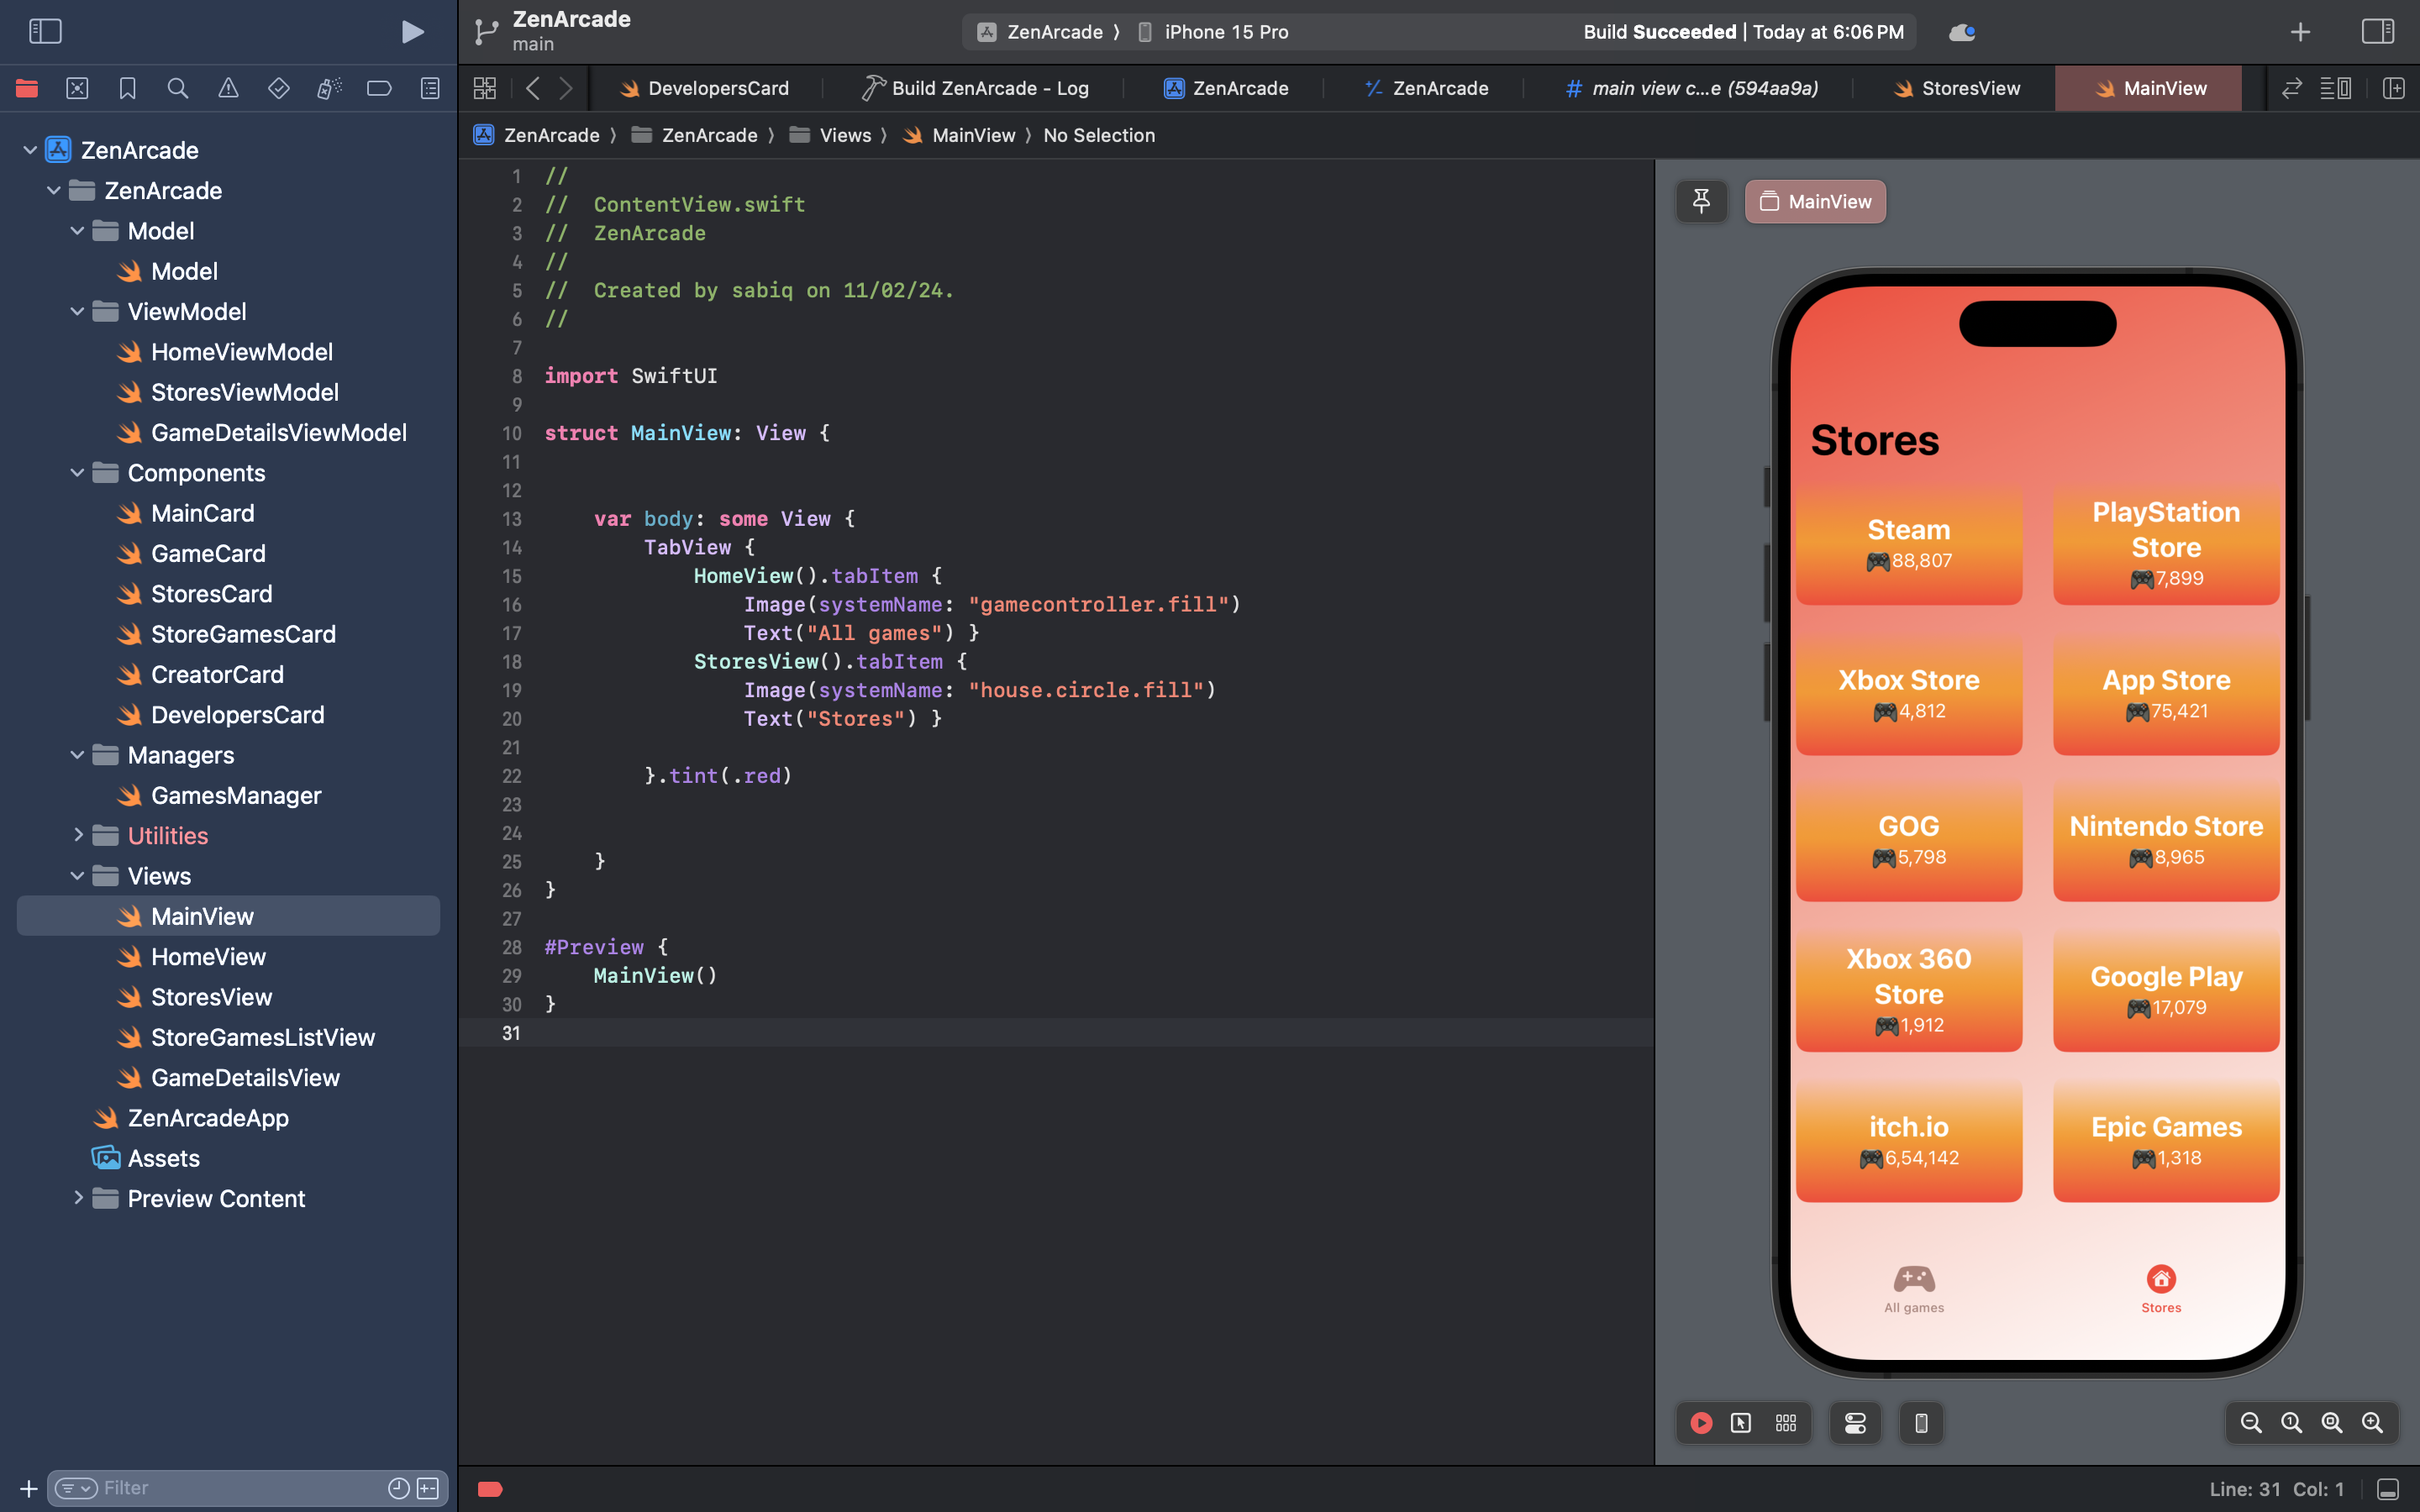 ZenArcade
main
ZenArcade ⟩ iPhone 15 Pro
Build Succeeded | Today at 6:06 PM
DevelopersCard
Build ZenArcade - Log
ZenArcade
ZenArcade
# main view c...e (594aa9a)
StoresView
MainView
ZenArcade ⟩ ZenArcade ⟩ Views ⟩ MainView ⟩ No Selection
ZenArcade
ZenArcade
Model
Model
ViewModel
HomeViewModel
StoresViewModel
GameDetailsViewModel
Components
MainCard
GameCard
StoresCard
StoreGamesCard
CreatorCard
DevelopersCard
Managers
GamesManager
Utilities
Views
MainView
HomeView
StoresView
StoreGamesListView
GameDetailsView
ZenArcadeApp
Assets
Preview Content
Filter
1 //
2 //  ContentView.swift
3 //  ZenArcade
4 //
5 //  Created by sabiq on 11/02/24.
6 //
7
8 import SwiftUI
9
10 struct MainView: View {
11
12
13     var body: some View {
14         TabView {
15             HomeView().tabItem {
16                 Image(systemName: "gamecontroller.fill")
17                 Text("All games") }
18             StoresView().tabItem {
19                 Image(systemName: "house.circle.fill")
20                 Text("Stores") }
21
22         }.tint(.red)
23
24
25     }
26 }
27
28 #Preview {
29     MainView()
30 }
31
MainView
Stores
Steam
🎮88,807
PlayStation
Store
🎮7,899
Xbox Store
🎮4,812
App Store
🎮75,421
GOG
🎮5,798
Nintendo Store
🎮8,965
Xbox 360
Store
🎮1,912
Google Play
🎮17,079
itch.io
🎮6,54,142
Epic Games
🎮1,318
All games
Stores
Line: 31 Col: 1